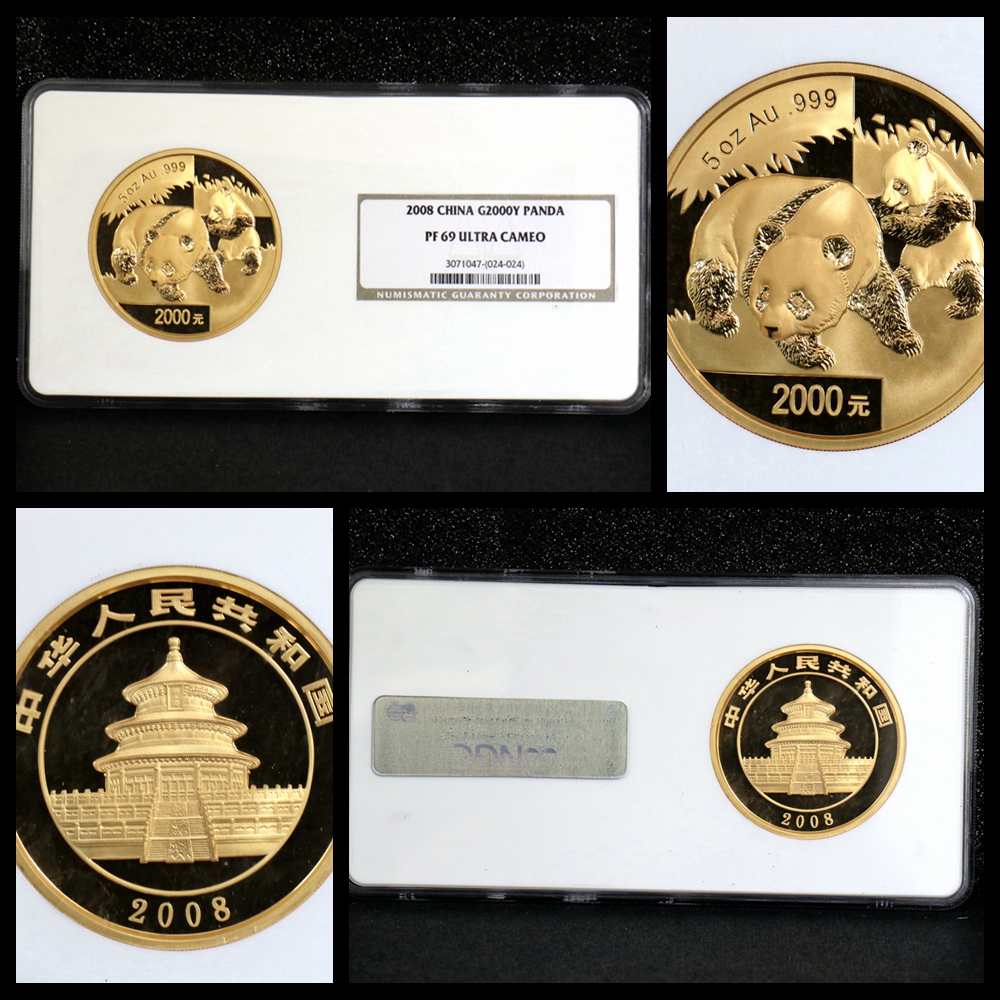 5 oz Au .999
2000元
2008 CHINA G2000Y PANDA
PF 69 ULTRA CAMEO
3071047-(024-024)
NUMISMATIC GUARANTY CORPORATION
5 oz Au .999
2000元
中华人民共和国
2008
NGC
中华人民共和国
2008